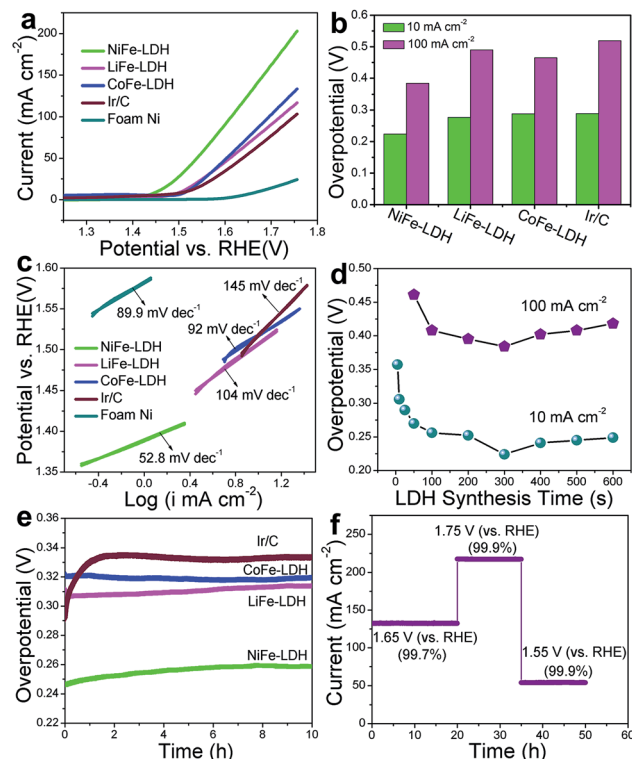 a
Current (mA cm-2)
200
150
100
50
0
NiFe-LDH
LiFe-LDH
CoFe-LDH
Ir/C
Foam Ni
1.3 1.4 1.5 1.6 1.7 1.8
Potential vs. RHE(V)
b
Overpotential (V)
0.6
0.5
0.4
0.3
0.2
0.1
0.0
10 mA cm-2
100 mA cm-2
NiFe-LDH
LiFe-LDH
CoFe-LDH
Ir/C
c
Potential vs. RHE(V)
1.60
1.55
1.50
1.45
1.40
1.35
145 mV dec-1
89.9 mV dec-1
92 mV dec-1
NiFe-LDH
LiFe-LDH
CoFe-LDH
Ir/C
Foam Ni
104 mV dec-1
52.8 mV dec-1
-0.4 0.0 0.4 0.8 1.2
Log (i mA cm-2)
d
Overpotential (V)
0.50
0.45
0.40
0.35
0.30
0.25
0.20
100 mA cm-2
10 mA cm-2
0 100 200 300 400 500 600
LDH Synthesis Time (s)
e
Overpotential (V)
0.36
0.34
0.32
0.30
0.28
0.26
0.24
0.22
Ir/C
CoFe-LDH
LiFe-LDH
NiFe-LDH
0 2 4 6 8 10
Time (h)
f
Current (mA cm-2)
250
200
150
100
50
0
1.75 V (vs. RHE)
(99.9%)
1.65 V (vs. RHE)
(99.7%)
1.55 V (vs. RHE)
(99.9%)
0 10 20 30 40 50 60
Time (h)